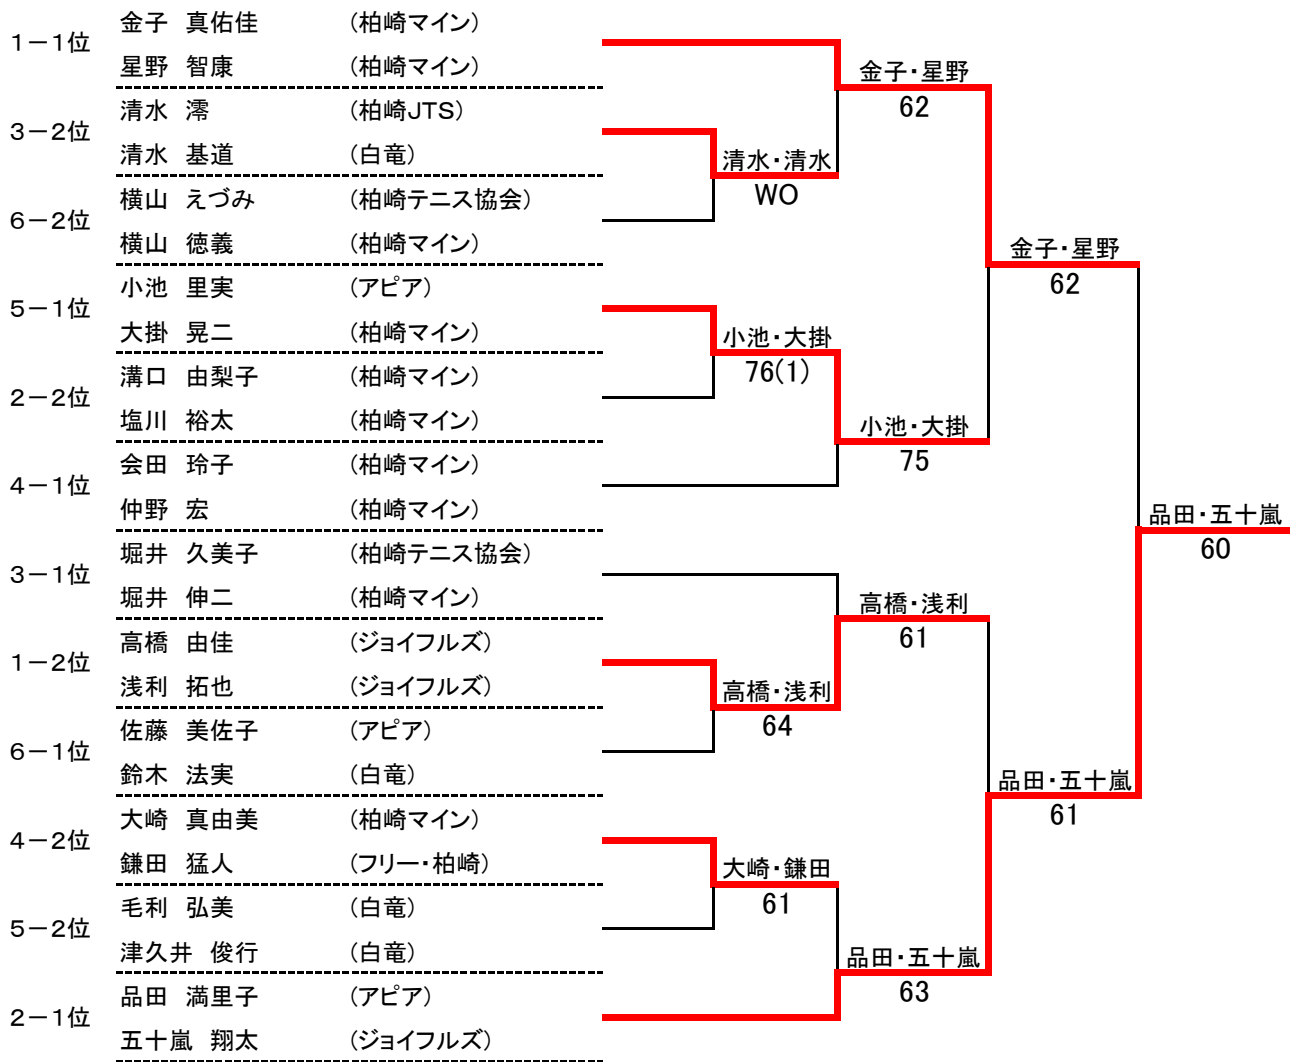 金子 真佑佳 (柏崎マイン)
1－1位
星野 智康 (柏崎マイン)
金子・星野
62
清水 澪 (柏崎JTS)
3－2位
清水 基道 (白竜)
清水・清水
WO
横山 えづみ (柏崎テニス協会)
6－2位
横山 徳義 (柏崎マイン)
金子・星野
62
小池 里実 (アピア)
5－1位
大掛 晃二 (柏崎マイン)
小池・大掛
76(1)
溝口 由梨子 (柏崎マイン)
2－2位
塩川 裕太 (柏崎マイン)
小池・大掛
75
会田 玲子 (柏崎マイン)
4－1位
仲野 宏 (柏崎マイン)
品田・五十嵐
60
堀井 久美子 (柏崎テニス協会)
3－1位
堀井 伸二 (柏崎マイン)
高橋・浅利
61
高橋 由佳 (ジョイフルズ)
1－2位
浅利 拓也 (ジョイフルズ)
高橋・浅利
64
佐藤 美佐子 (アピア)
6－1位
鈴木 法実 (白竜)
品田・五十嵐
61
大崎 真由美 (柏崎マイン)
4－2位
鎌田 猛人 (フリー・柏崎)
大崎・鎌田
61
毛利 弘美 (白竜)
5－2位
津久井 俊行 (白竜)
品田・五十嵐
63
品田 満里子 (アピア)
2－1位
五十嵐 翔太 (ジョイフルズ)